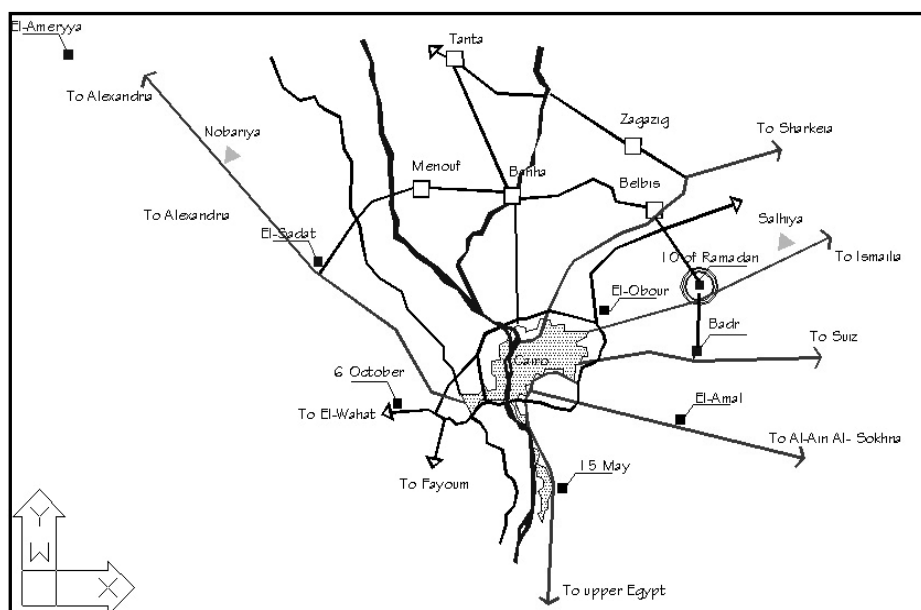 El-Ameryya
Tanta
To Alexandria
Nobariya
Zagazig
To Sharkeia
Menouf
Banha
Belbis
To Alexandria
Salhiya
El-Sadat
10 of Ramadan
To Ismailia
El-Obour
Badr
To Suiz
Cairo
6 October
To El-Wahat
El-Amal
To Al-Ain Al- Sokhna
To Fayoum
15 May
To upper Egypt
Y
W
X